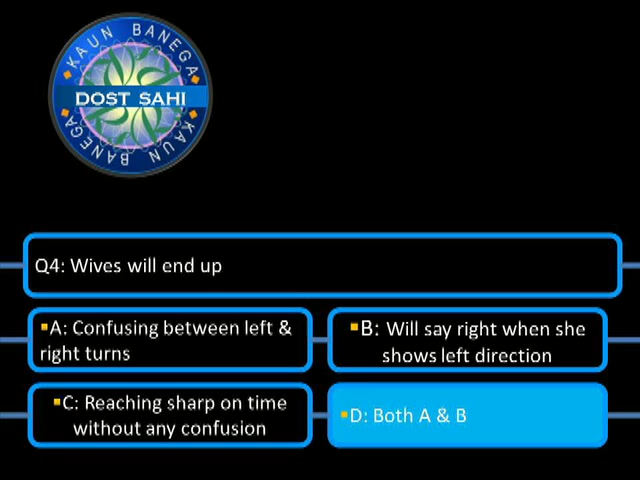 KAUN BANEGA
DOST SAHI
KAUN BANEGA
Q4: Wives will end up
▪A: Confusing between left &
right turns
▪B: Will say right when she
shows left direction
▪C: Reaching sharp on time
without any confusion
▪D: Both A & B